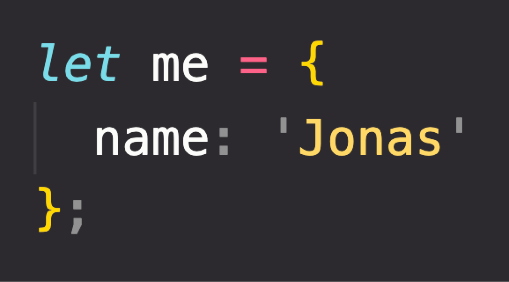 let me = {
  name: 'Jonas'
};